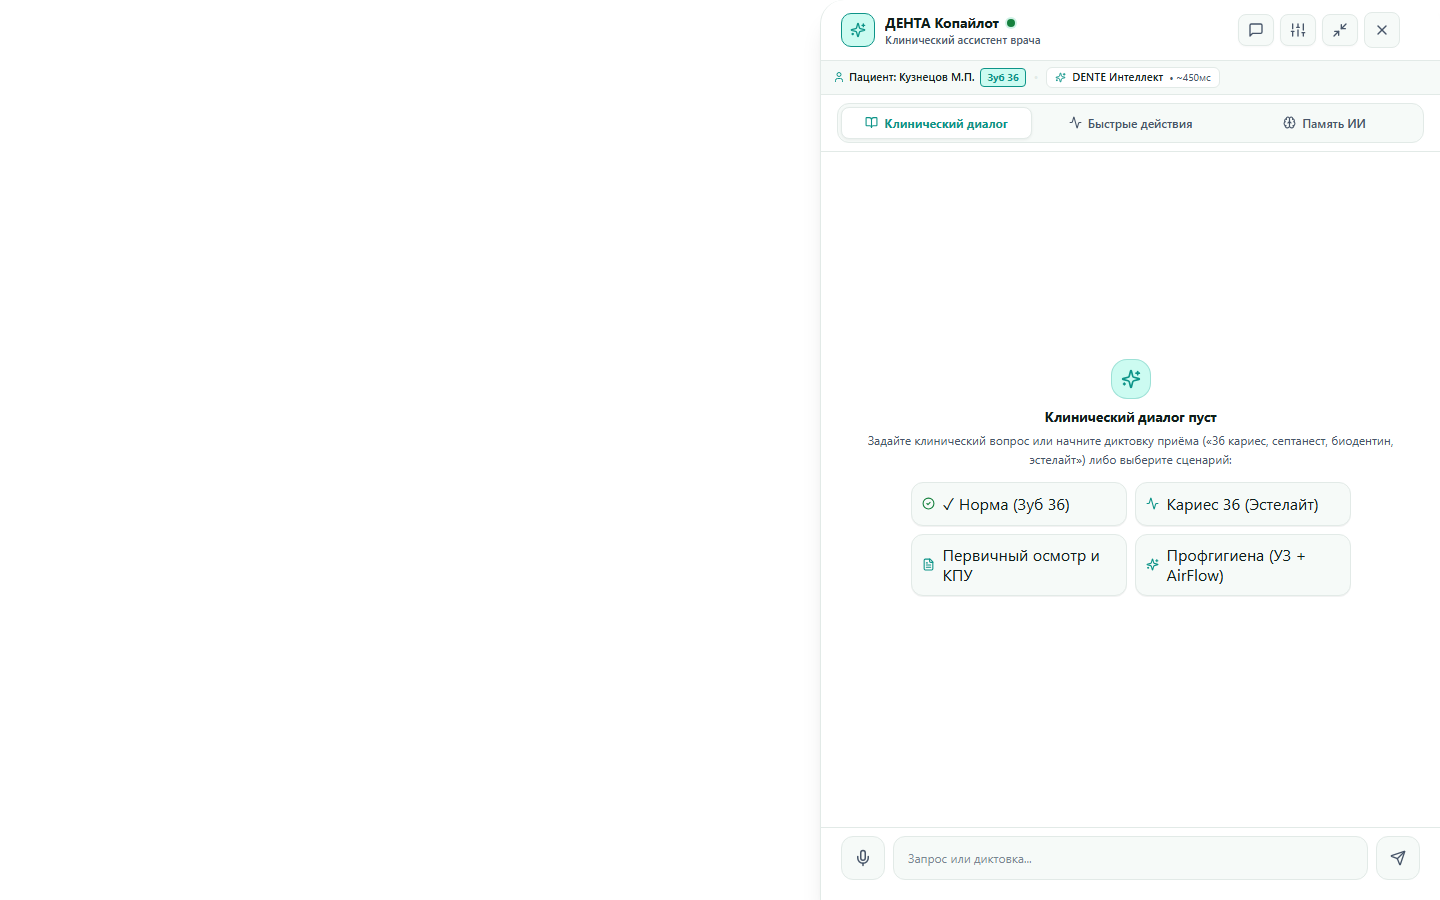 ДЕНТА Копайлот
Клинический ассистент врача
Пациент: Кузнецов М.П. Зуб 36 • DENTE Интеллект • ~450мс
Клинический диалог
Быстрые действия
Память ИИ
Клинический диалог пуст
Задайте клинический вопрос или начните диктовку приёма («36 кариес, септанест, биодентин,
эстелайт») либо выберите сценарий:
✓ Норма (Зуб 36)
Кариес 36 (Эстелайт)
Первичный осмотр и
КПУ
Профгигиена (УЗ +
AirFlow)
Запрос или диктовка...